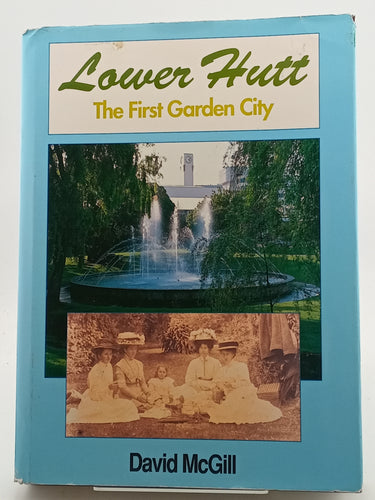 Lower Hutt
The First Garden City
David McGill